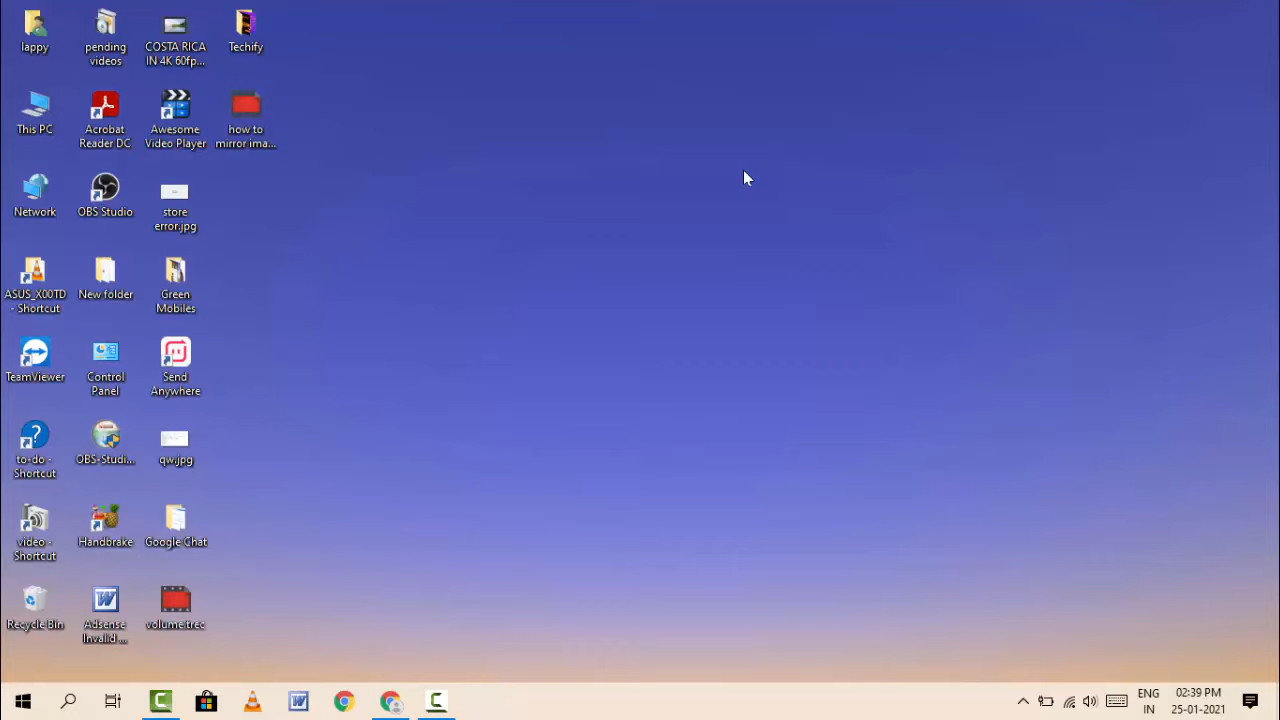 lappy
pending
videos
COSTA RICA
IN 4K 60fp...
Techify
This PC
Acrobat
Reader DC
Awesome
Video Player
how to
mirror ima...
Network
OBS Studio
store
error.jpg
ASUS_X00TD
- Shortcut
New folder
Green
Mobiles
TeamViewer
Control
Panel
Send
Anywhere
to-do -
Shortcut
OBS-Studi...
qw.jpg
video -
Shortcut
Handbrake
Google Chat
Recycle Bin
Adsense
Invalid ...
volume.trec
ENG
IN
02:39 PM
25-01-2021